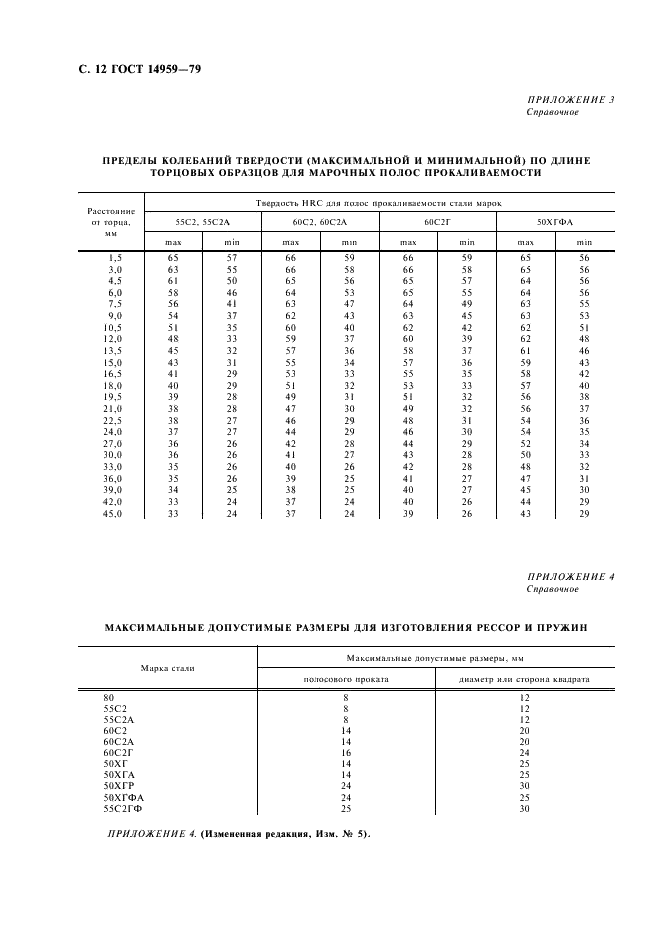 С. 12 ГОСТ 14959—79
ПРИЛОЖЕНИЕ 3
Справочное
ПРЕДЕЛЫ КОЛЕБАНИЙ ТВЕРДОСТИ (МАКСИМАЛЬНОЙ И МИНИМАЛЬНОЙ) ПО ДЛИНЕ
ТОРЦОВЫХ ОБРАЗЦОВ ДЛЯ МАРОЧНЫХ ПОЛОС ПРОКАЛИВАЕМОСТИ
Расстояние от торца, мм
Твердость HRC для полос прокаливаемости стали марок
55С2, 55С2А 60С2, 60С2А 60С2Г 50ХГФА
max min max min max min max min
1,5 65 57 66 59 66 59 65 56
3,0 63 55 66 58 66 58 65 56
4,5 61 50 65 56 65 57 64 56
6,0 58 46 64 53 65 55 64 56
7,5 56 41 63 47 64 49 63 55
9,0 54 37 62 43 63 45 63 53
10,5 51 35 60 40 62 42 62 51
12,0 48 33 59 37 60 39 62 48
13,5 45 32 57 36 58 37 61 46
15,0 43 31 55 34 57 36 59 43
16,5 41 29 53 33 55 35 58 42
18,0 40 29 51 32 53 33 57 40
19,5 39 28 49 31 51 32 56 38
21,0 38 28 47 30 49 32 56 37
22,5 38 27 46 29 48 31 54 36
24,0 37 27 44 29 46 30 54 35
27,0 36 26 42 28 44 29 52 34
30,0 36 26 41 27 43 28 50 33
33,0 35 26 40 26 42 28 48 32
36,0 35 26 39 25 41 27 47 31
39,0 34 25 38 25 40 27 45 30
42,0 33 24 37 24 40 26 44 29
45,0 33 24 37 24 39 26 43 29
ПРИЛОЖЕНИЕ 4
Справочное
МАКСИМАЛЬНЫЕ ДОПУСТИМЫЕ РАЗМЕРЫ ДЛЯ ИЗГОТОВЛЕНИЯ РЕССОР И ПРУЖИН
Марка стали
Максимальные допустимые размеры, мм
полосового проката диаметр или сторона квадрата
80 8 12
55С2 8 12
55С2А 8 12
60С2 14 20
60С2А 14 20
60С2Г 16 24
50ХГ 14 25
50ХГА 14 25
50ХГР 24 30
50ХГФА 24 25
55С2ГФ 25 30
ПРИЛОЖЕНИЕ 4. (Измененная редакция, Изм. № 5).